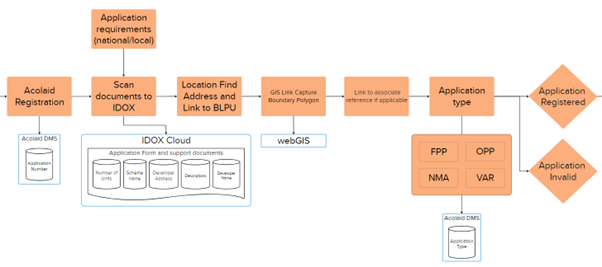 Application
requirements
(national/local)
Acolaid
Registration
Scan
documents to
IDOX
Location Find
Address and
Link to BLPU
GIS Link Capture
Boundary Polygon
Link to associate
reference if applicable
Application
type
Application
Registered
Application
Invalid
Acolaid DMS
Application
Number
IDOX Cloud
Application Form and support documents
Number of
Units
Scheme
name
Developer
Address
Descriptions
Developer
Name
webGIS
FPP
OPP
NMA
VAR
Acolaid DMS
Application
Type